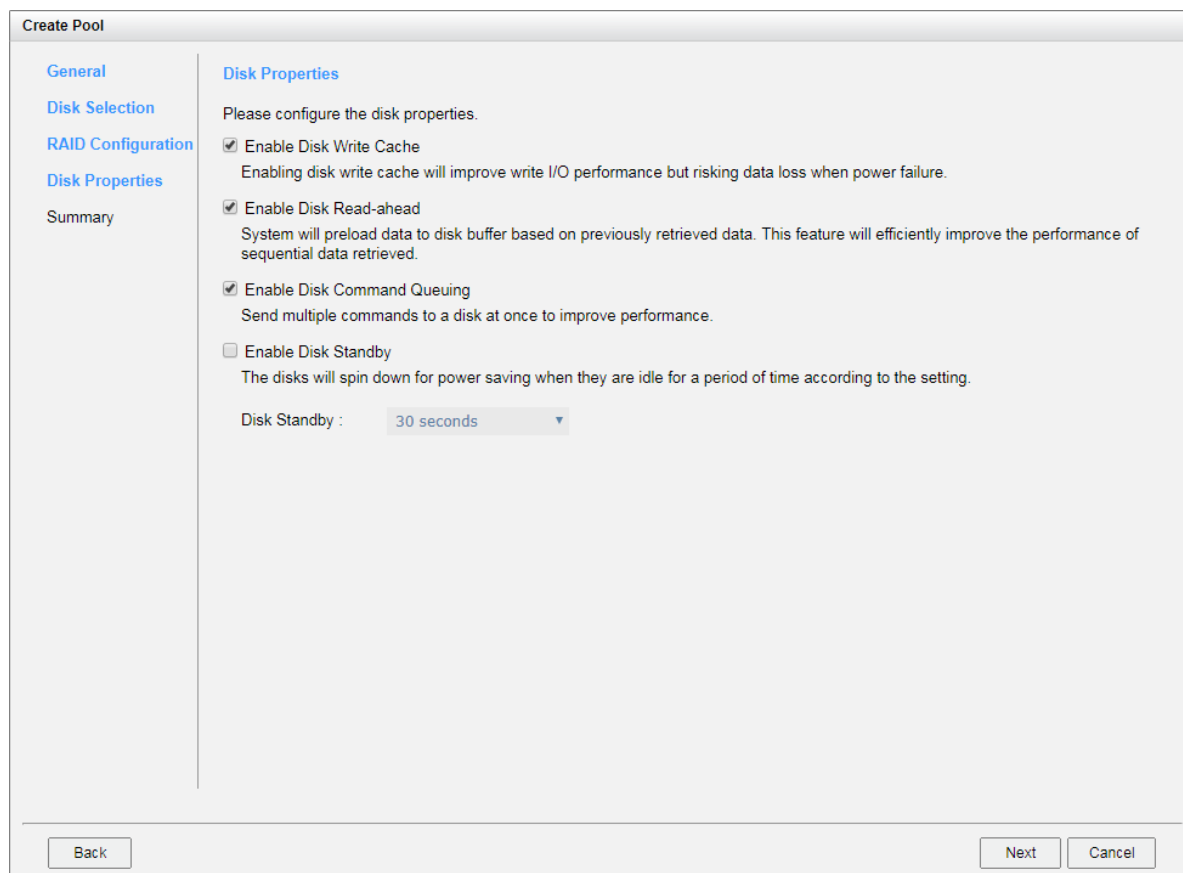 Create Pool
General
Disk Selection
RAID Configuration
Disk Properties
Summary
Disk Properties
Please configure the disk properties.
Enable Disk Write Cache
Enabling disk write cache will improve write I/O performance but risking data loss when power failure.
Enable Disk Read-ahead
System will preload data to disk buffer based on previously retrieved data. This feature will efficiently improve the performance of
sequential data retrieved.
Enable Disk Command Queuing
Send multiple commands to a disk at once to improve performance.
Enable Disk Standby
The disks will spin down for power saving when they are idle for a period of time according to the setting.
Disk Standby : 30 seconds
Back Next Cancel